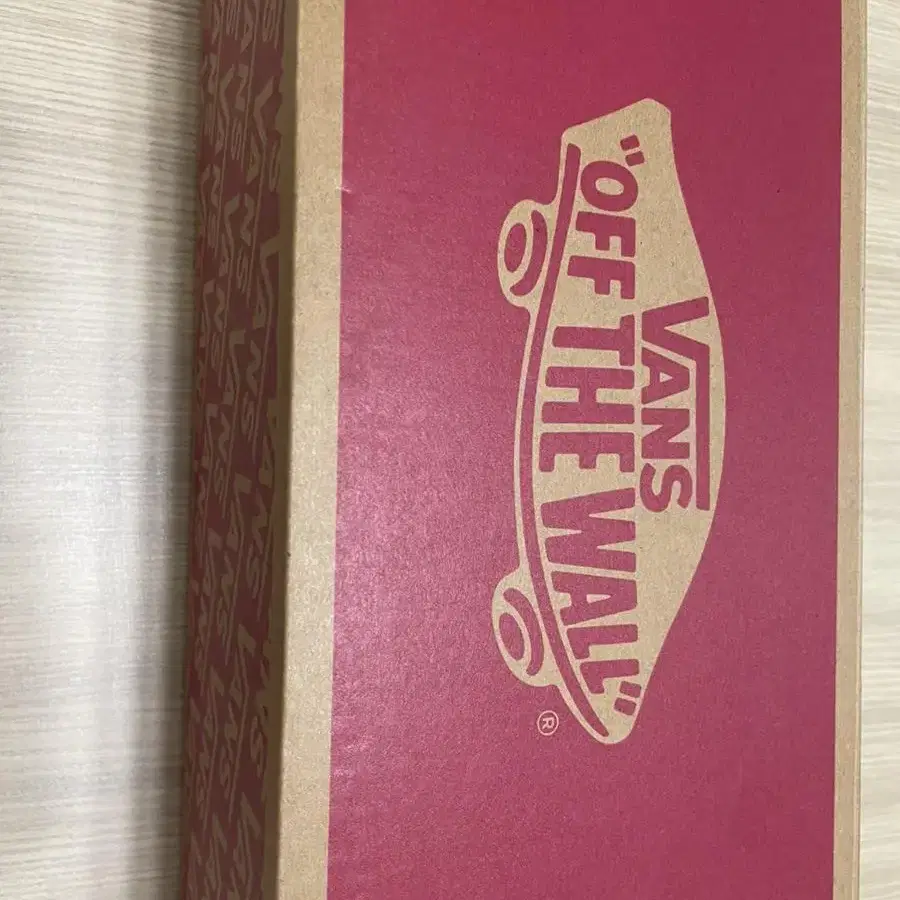 VANS
"OFF THE WALL"
®